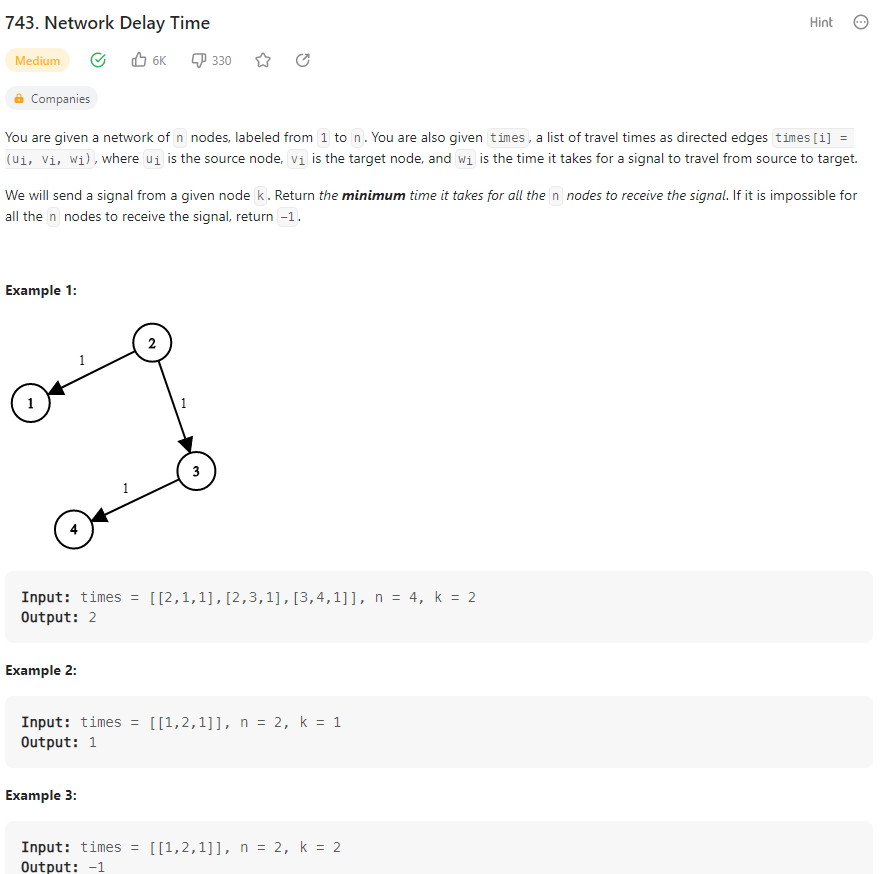 743. Network Delay Time
Hint
Medium
6K
330
Companies
You are given a network of n nodes, labeled from 1 to n. You are also given times, a list of travel times as directed edges times[i] =
(ui, vi, wi), where ui is the source node, vi is the target node, and wi is the time it takes for a signal to travel from source to target.
We will send a signal from a given node k. Return the minimum time it takes for all the n nodes to receive the signal. If it is impossible for
all the n nodes to receive the signal, return -1.
Example 1:
2
1
1
1
3
1
4
Input: times = [[2,1,1],[2,3,1],[3,4,1]], n = 4, k = 2
Output: 2
Example 2:
Input: times = [[1,2,1]], n = 2, k = 1
Output: 1
Example 3:
Input: times = [[1,2,1]], n = 2, k = 2
Output: -1